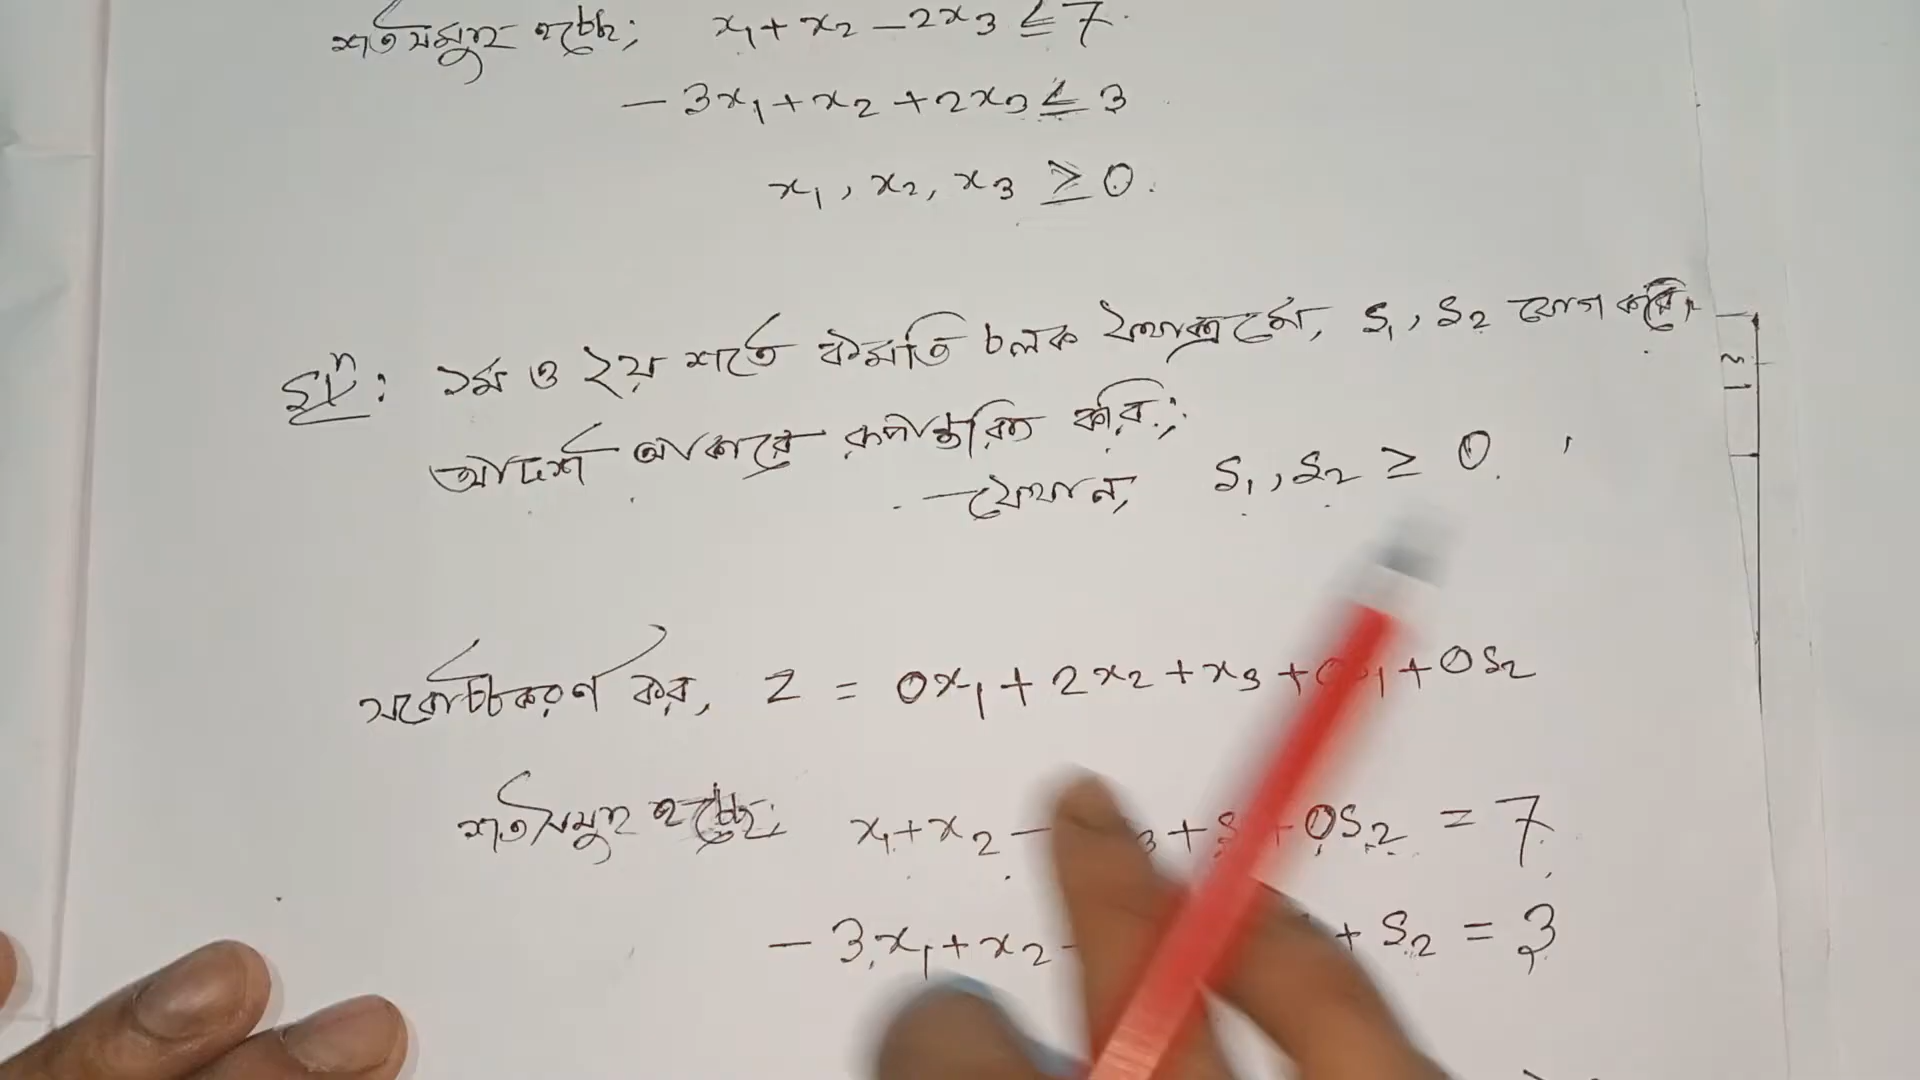 শর্তসমূহ হচ্ছে; x₁ + x₂ - 2x₃ ≤ 7.
- 3x₁ + x₂ + 2x₃ ≤ 3
x₁, x₂, x₃ ≥ 0.
Slⁿ: ১ম ও ২য় শর্তে কমতি চলক যথাক্রমে, S₁, S₂ যোগ করি,
আদর্শ আকারে রূপান্তরিত করি;
যেখানে, S₁, S₂ ≥ 0.
সর্বোচ্চকরণ কর, Z = 0x₁ + 2x₂ + x₃ + + 0S₂
শর্তসমূহ হচ্ছে; x₁ + x₂ - + S + 0S₂ = 7
- 3x₁ + x₂ + S₂ = 3